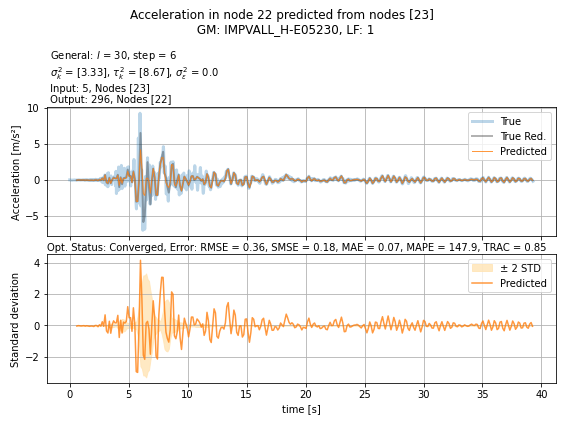 Acceleration in node 22 predicted from nodes [23]
GM: IMPVALL_H-E05230, LF: 1
General: l = 30, step = 6
σ²ₖ = [3.33], τ²ₖ = [8.67], σ²ε = 0.0
Input: 5, Nodes [23]
Output: 296, Nodes [22]
Acceleration [m/s²]
10
5
0
−5
True
True Red.
Predicted
Opt. Status: Converged, Error: RMSE = 0.36, SMSE = 0.18, MAE = 0.07, MAPE = 147.9, TRAC = 0.85
Standard deviation
4
2
0
−2
± 2 STD
Predicted
0 5 10 15 20 25 30 35 40
time [s]